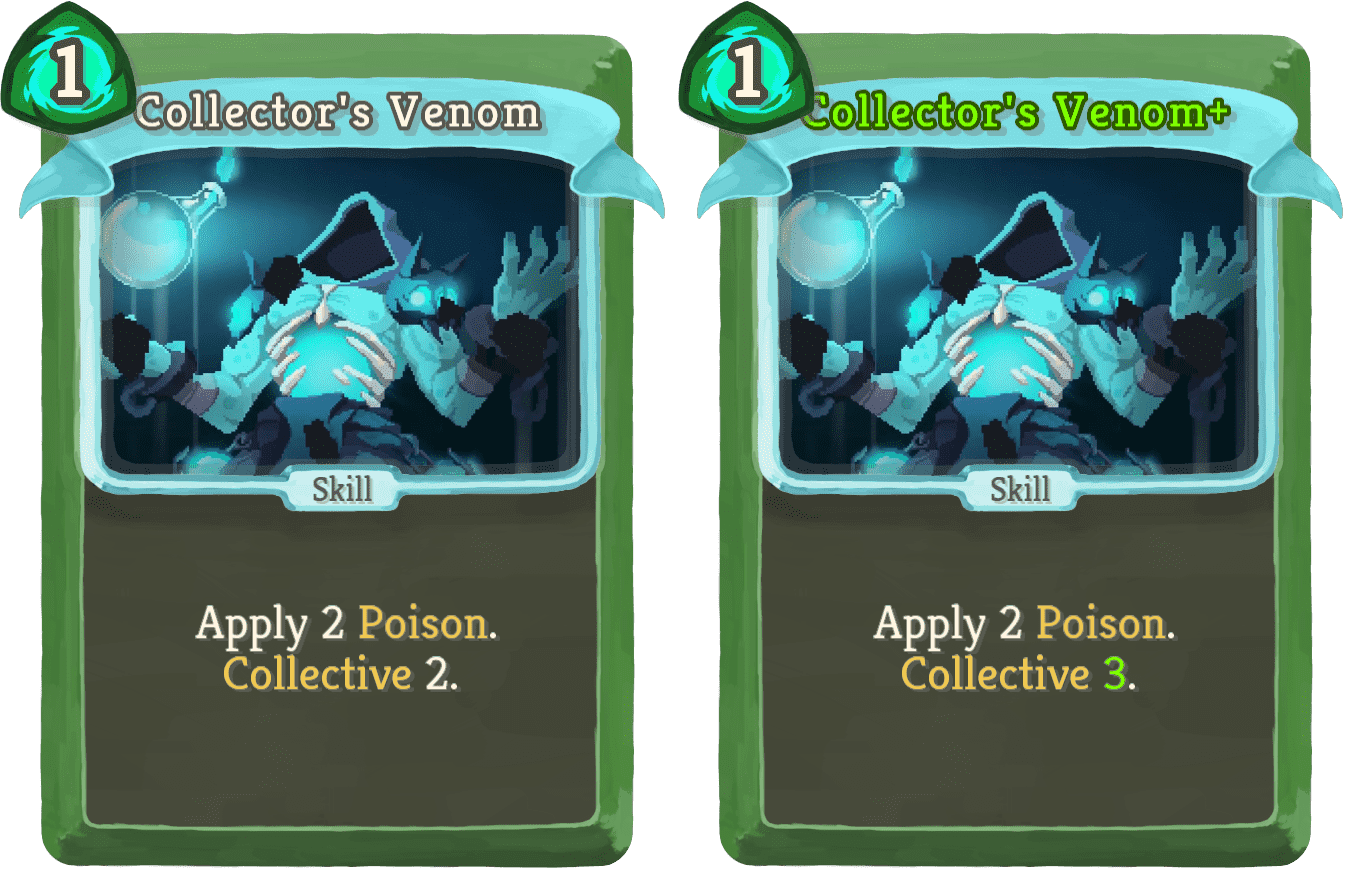 1
Collector's Venom
Skill
Apply 2 Poison.
Collective 2.
1
Collector's Venom+
Skill
Apply 2 Poison.
Collective 3.